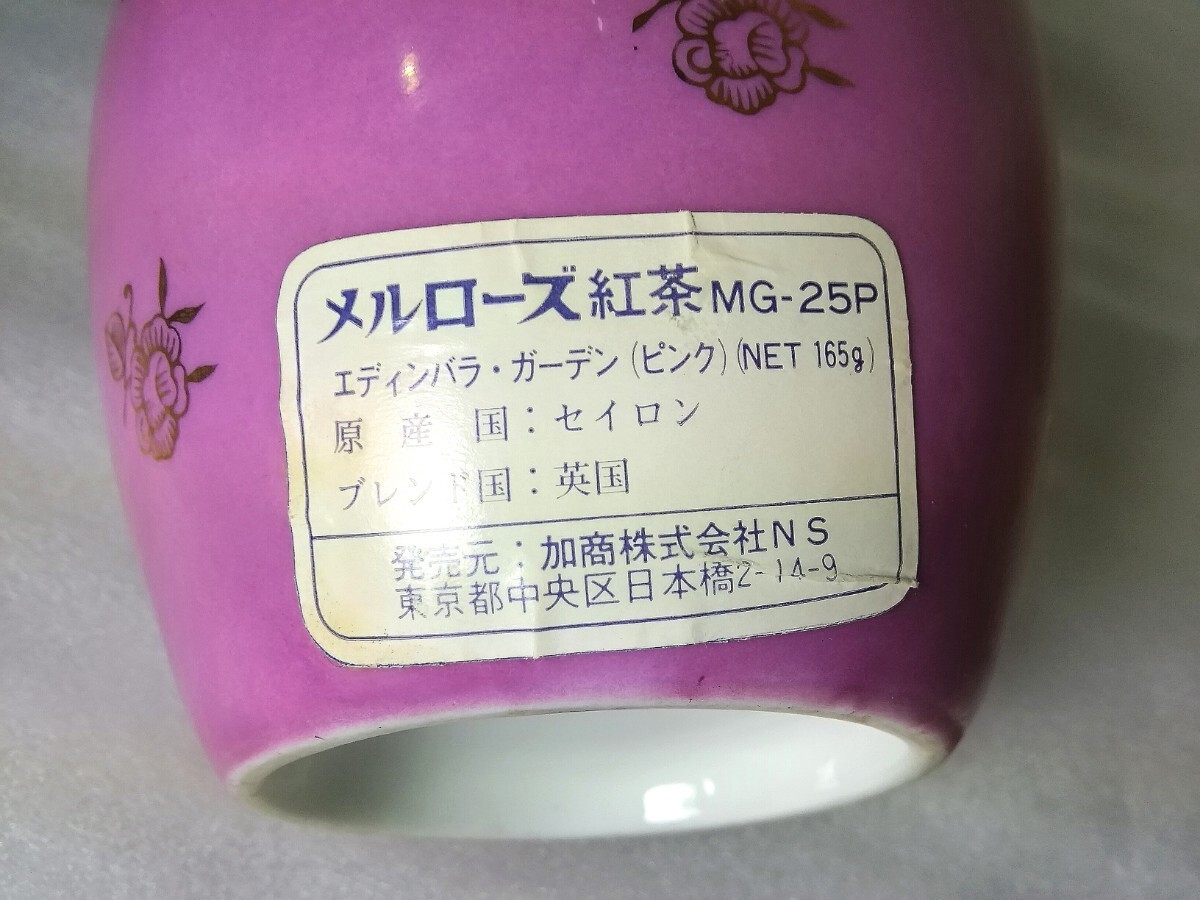 メルローズ紅茶 MG-25P
エディンバラ・ガーデン(ピンク)(NET 165g)
原産国:セイロン
ブレンド国:英国
発売元:加商株式会社NS
東京都中央区日本橋2-14-9